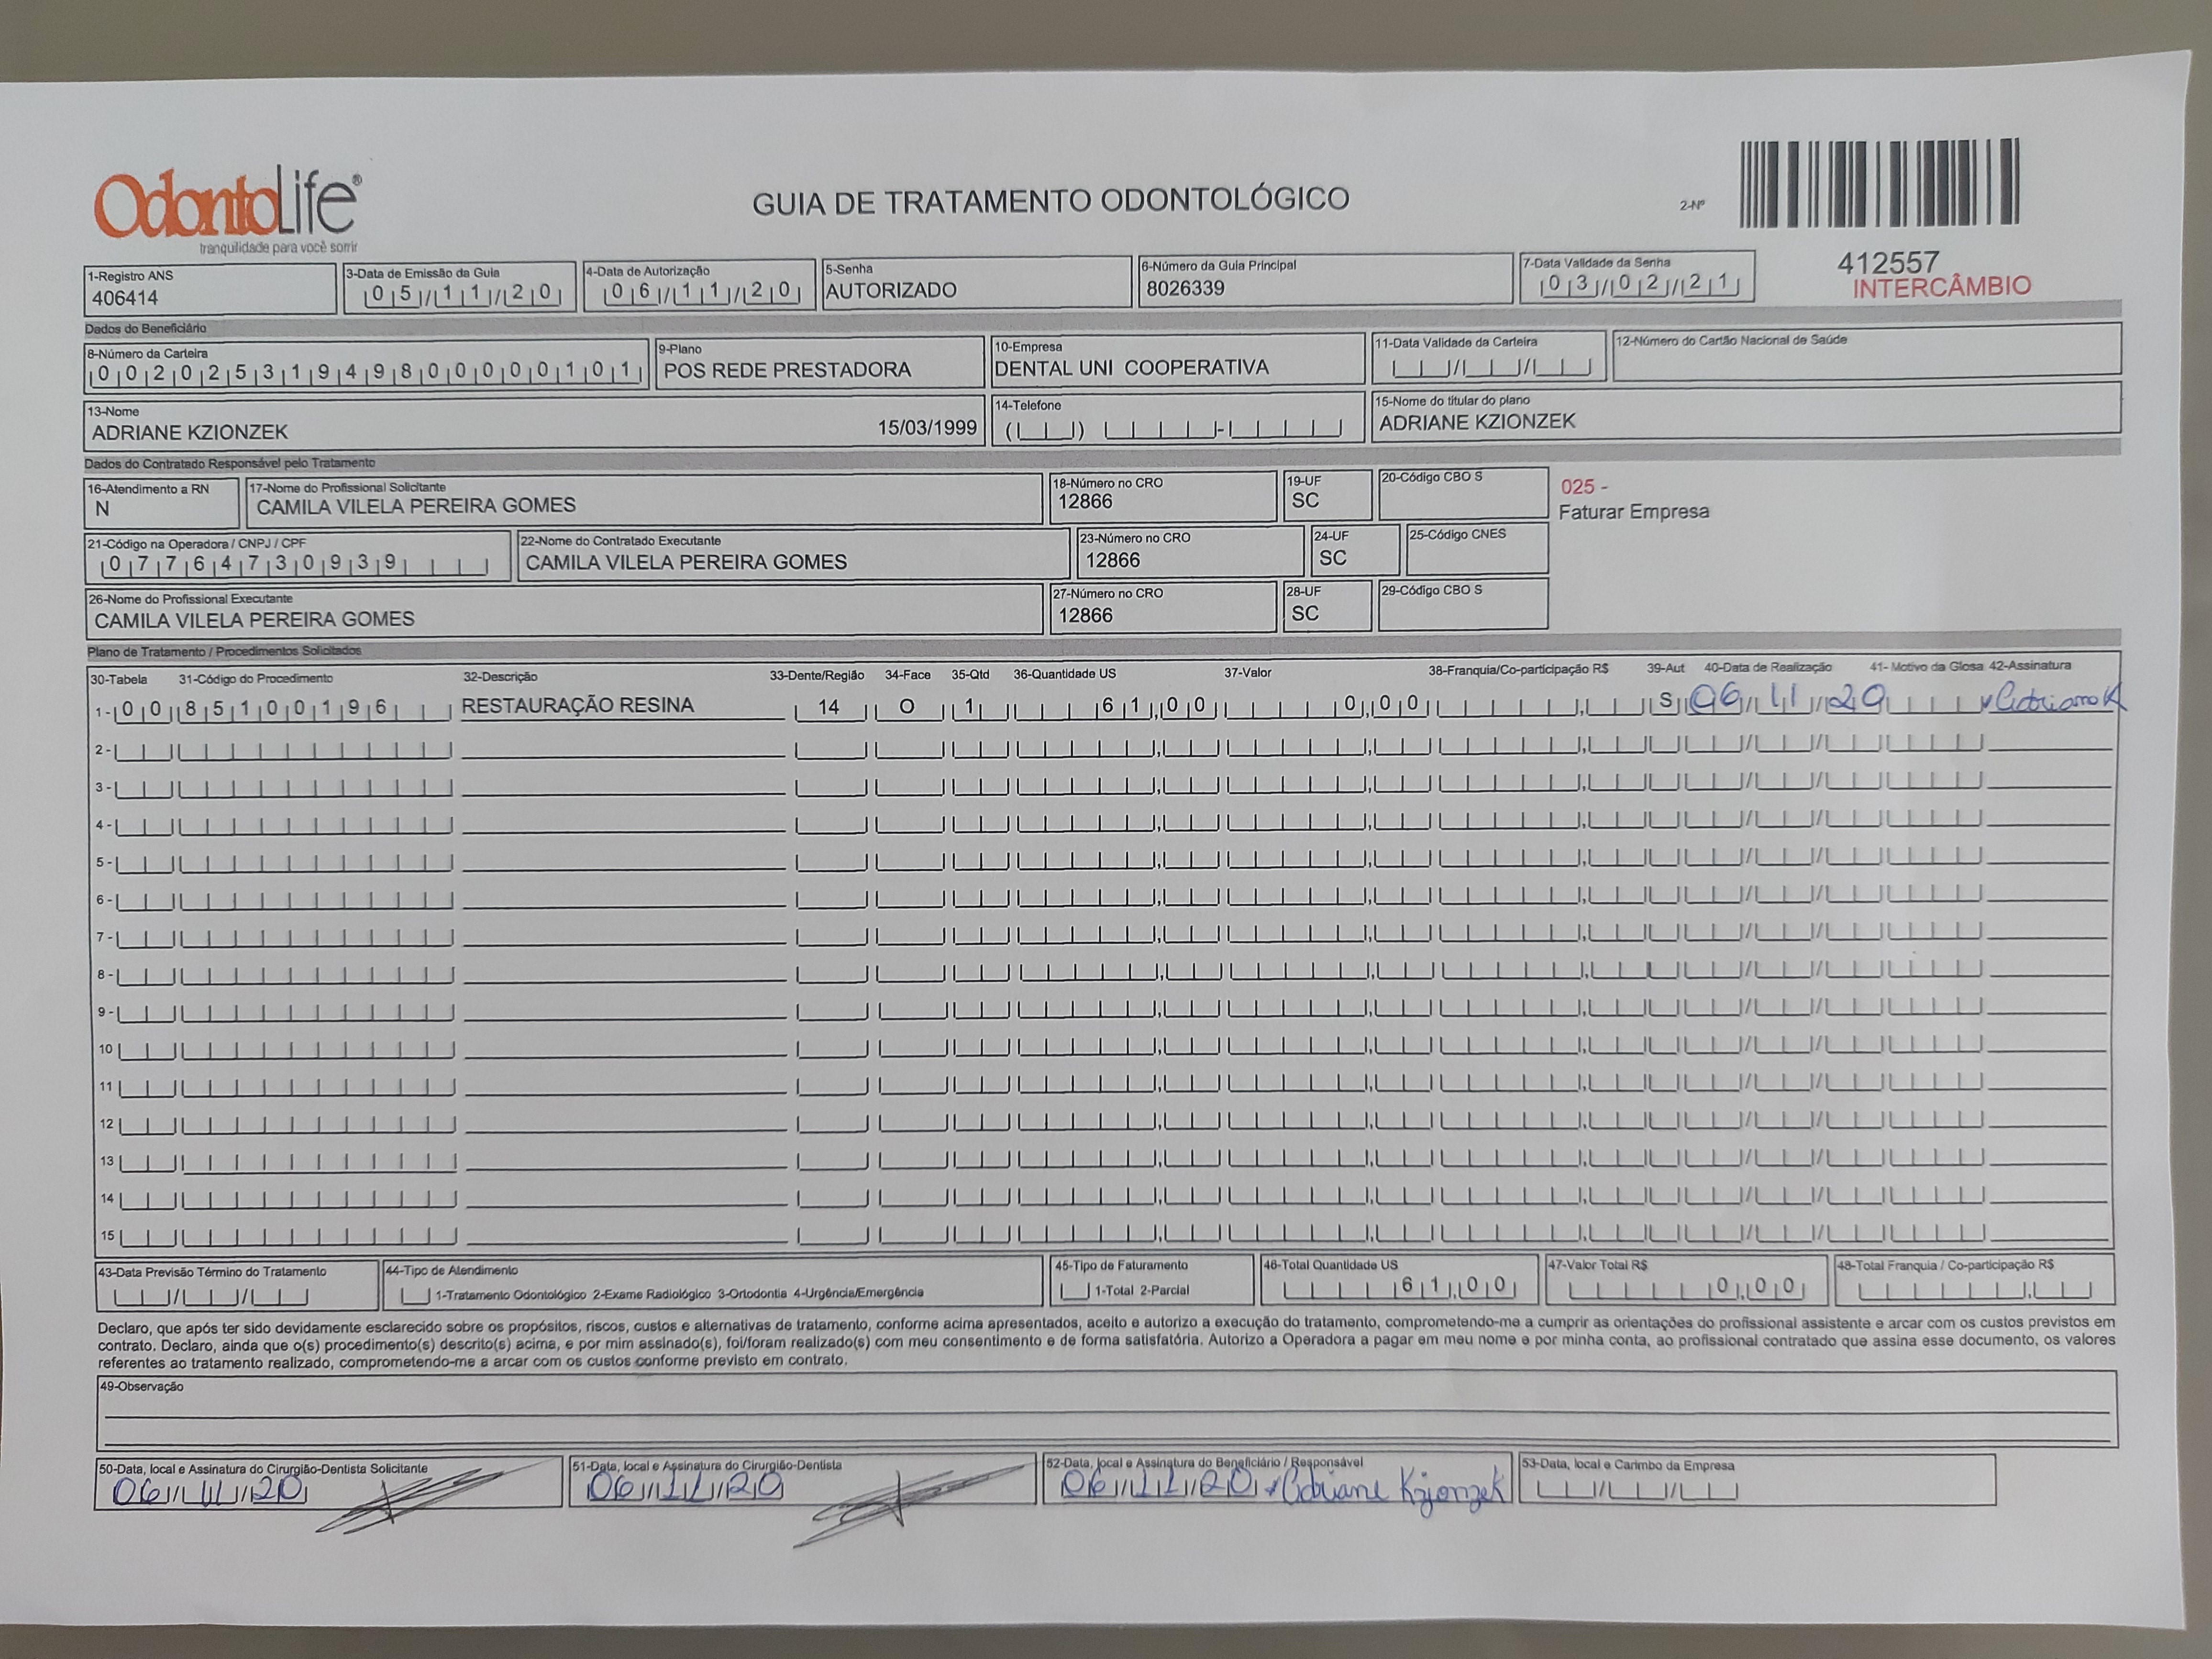 OdontoLife®
tranquilidade para você sorrir
GUIA DE TRATAMENTO ODONTOLÓGICO
2-Nº
412557
INTERCÂMBIO
1-Registro ANS
406414
3-Data de Emissão da Guia
05/11/20
4-Data de Autorização
06/11/20
5-Senha
AUTORIZADO
6-Número da Guia Principal
8026339
7-Data Validade da Senha
03/02/21
Dados do Beneficiário
8-Número da Carteira
00202531949800000101
9-Plano
POS REDE PRESTADORA
10-Empresa
DENTAL UNI COOPERATIVA
11-Data Validade da Carteira
12-Número do Cartão Nacional de Saúde
13-Nome
ADRIANE KZIONZEK 15/03/1999
14-Telefone
15-Nome do titular do plano
ADRIANE KZIONZEK
Dados do Contratado Responsável pelo Tratamento
16-Atendimento a RN
N
17-Nome do Profissional Solicitante
CAMILA VILELA PEREIRA GOMES
18-Número no CRO
12866
19-UF
SC
20-Código CBO S
025 -
Faturar Empresa
21-Código na Operadora / CNPJ / CPF
07764730939
22-Nome do Contratado Executante
CAMILA VILELA PEREIRA GOMES
23-Número no CRO
12866
24-UF
SC
25-Código CNES
26-Nome do Profissional Executante
CAMILA VILELA PEREIRA GOMES
27-Número no CRO
12866
28-UF
SC
29-Código CBO S
Plano de Tratamento / Procedimentos Solicitados
30-Tabela 31-Código do Procedimento 32-Descrição 33-Dente/Região 34-Face 35-Qtd 36-Quantidade US 37-Valor 38-Franquia/Co-participação R$ 39-Aut 40-Data de Realização 41- Motivo da Glosa 42-Assinatura
1- 00 85100196 RESTAURAÇÃO RESINA 14 O 1 61,00 0,00 S 06/11/20 Adriane K
2-
3-
4-
5-
6-
7-
8-
9-
10
11
12
13
14
15
43-Data Previsão Término do Tratamento
44-Tipo de Atendimento
1-Tratamento Odontológico 2-Exame Radiológico 3-Ortodontia 4-Urgência/Emergência
45-Tipo de Faturamento
1-Total 2-Parcial
46-Total Quantidade US
61,00
47-Valor Total R$
0,00
48-Total Franquia / Co-participação R$
Declaro, que após ter sido devidamente esclarecido sobre os propósitos, riscos, custos e alternativas de tratamento, conforme acima apresentados, aceito e autorizo a execução do tratamento, comprometendo-me a cumprir as orientações do profissional assistente e arcar com os custos previstos em
contrato. Declaro, ainda que o(s) procedimento(s) descrito(s) acima, e por mim assinado(s), foi/foram realizado(s) com meu consentimento e de forma satisfatória. Autorizo a Operadora a pagar em meu nome e por minha conta, ao profissional contratado que assina esse documento, os valores
referentes ao tratamento realizado, comprometendo-me a arcar com os custos conforme previsto em contrato.
49-Observação
50-Data, local e Assinatura do Cirurgião-Dentista Solicitante
06/11/20
51-Data, local e Assinatura do Cirurgião-Dentista
06/11/20
52-Data, local e Assinatura do Beneficiário / Responsável
06/11/20 Adriane Kzionzek
53-Data, local e Carimbo da Empresa